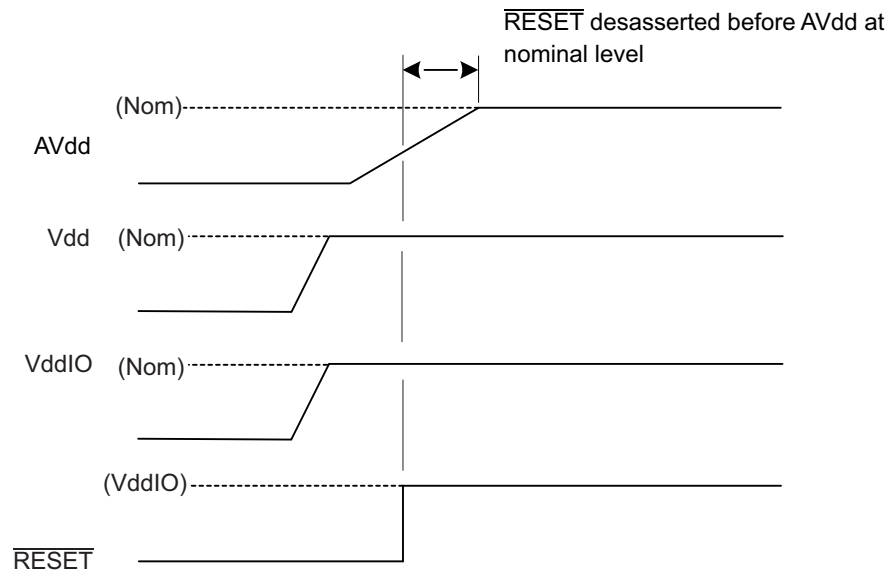 RESET desasserted before AVdd at
nominal level
(Nom)
AVdd
Vdd (Nom)
VddIO (Nom)
(VddIO)
RESET